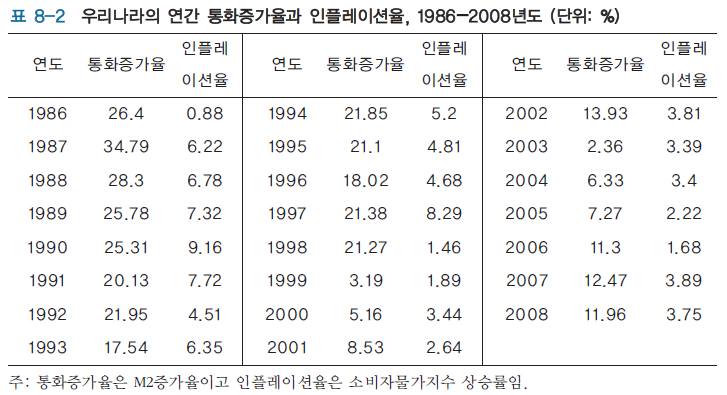 표 8-2 우리나라의 연간 통화증가율과 인플레이션율, 1986-2008년도 (단위: %)
연도 통화증가율 인플레이션율 연도 통화증가율 인플레이션율 연도 통화증가율 인플레이션율
1986 26.4 0.88 1994 21.85 5.2 2002 13.93 3.81
1987 34.79 6.22 1995 21.1 4.81 2003 2.36 3.39
1988 28.3 6.78 1996 18.02 4.68 2004 6.33 3.4
1989 25.78 7.32 1997 21.38 8.29 2005 7.27 2.22
1990 25.31 9.16 1998 21.27 1.46 2006 11.3 1.68
1991 20.13 7.72 1999 3.19 1.89 2007 12.47 3.89
1992 21.95 4.51 2000 5.16 3.44 2008 11.96 3.75
1993 17.54 6.35 2001 8.53 2.64
주: 통화증가율은 M2증가율이고 인플레이션율은 소비자물가지수 상승률임.